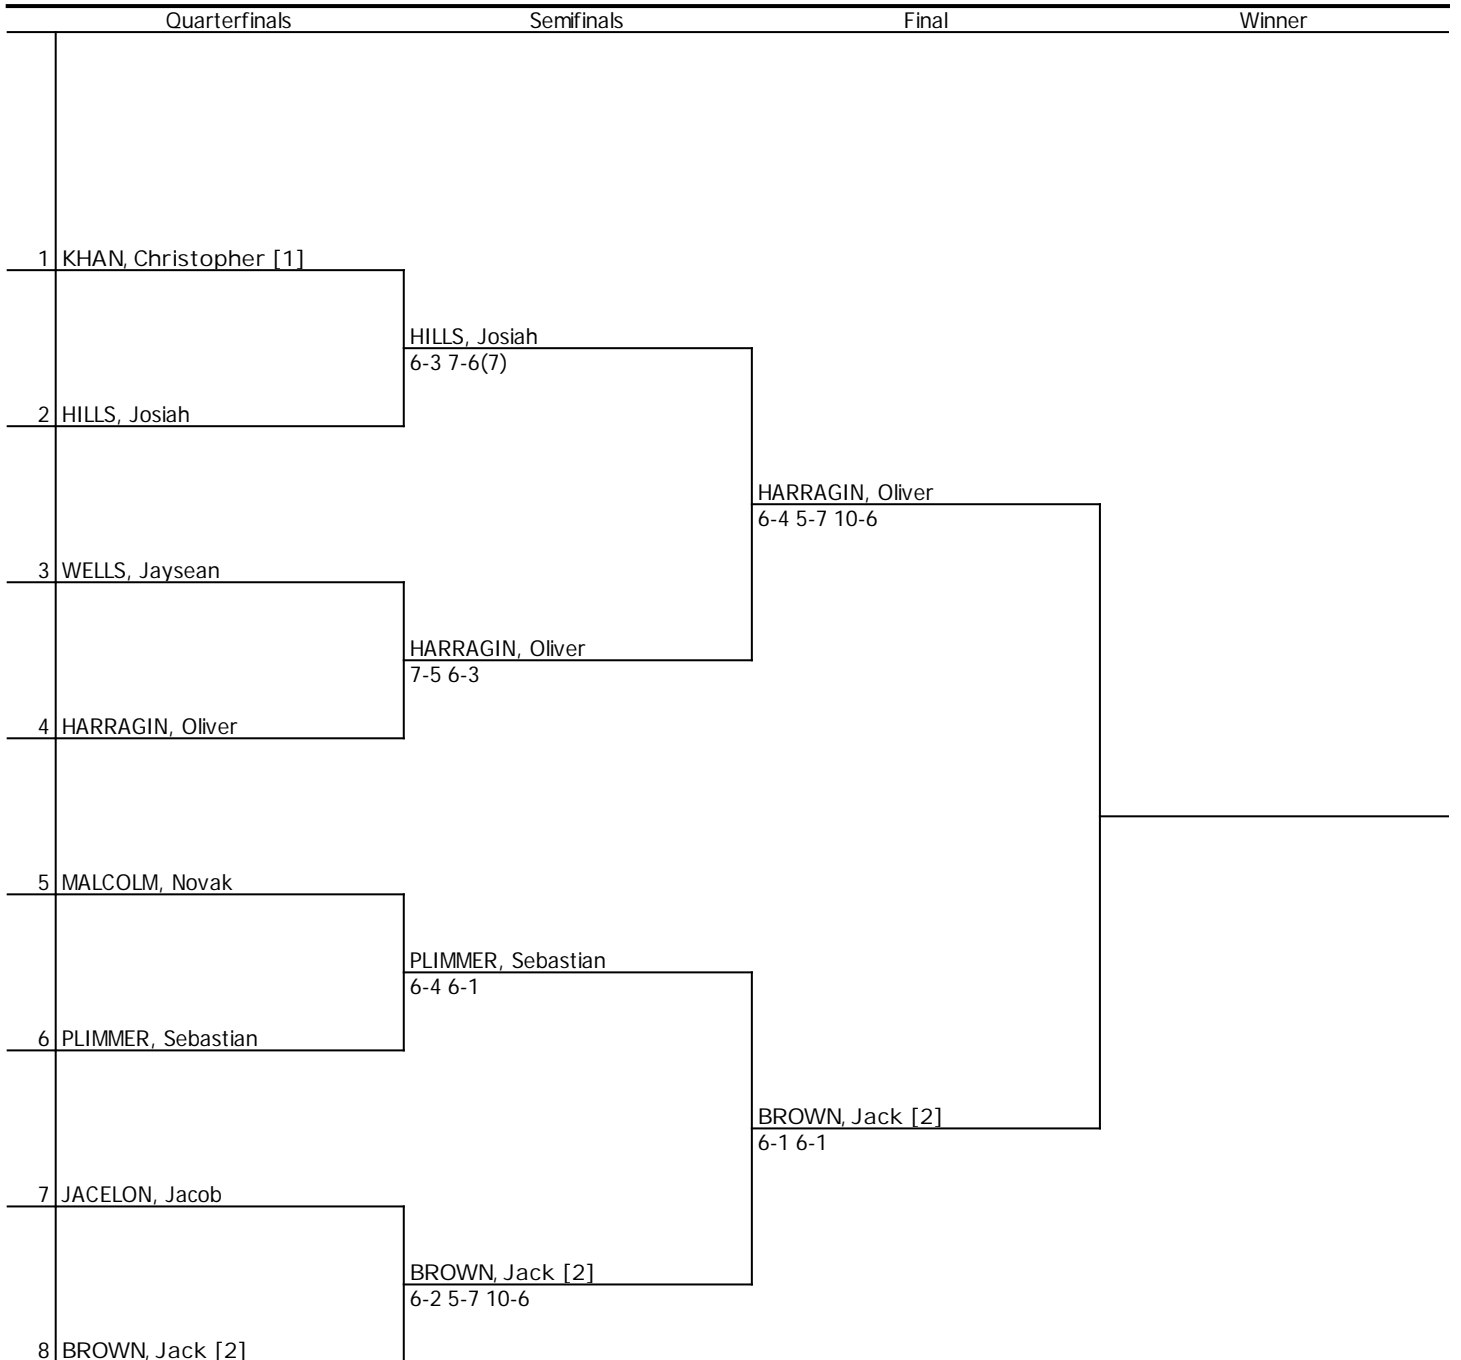 Quarterfinals Semifinals Final Winner
1 KHAN, Christopher [1]
HILLS, Josiah
6-3 7-6(7)
2 HILLS, Josiah
HARRAGIN, Oliver
6-4 5-7 10-6
3 WELLS, Jaysean
HARRAGIN, Oliver
7-5 6-3
4 HARRAGIN, Oliver
5 MALCOLM, Novak
PLIMMER, Sebastian
6-4 6-1
6 PLIMMER, Sebastian
BROWN, Jack [2]
6-1 6-1
7 JACELON, Jacob
BROWN, Jack [2]
6-2 5-7 10-6
8 BROWN, Jack [2]